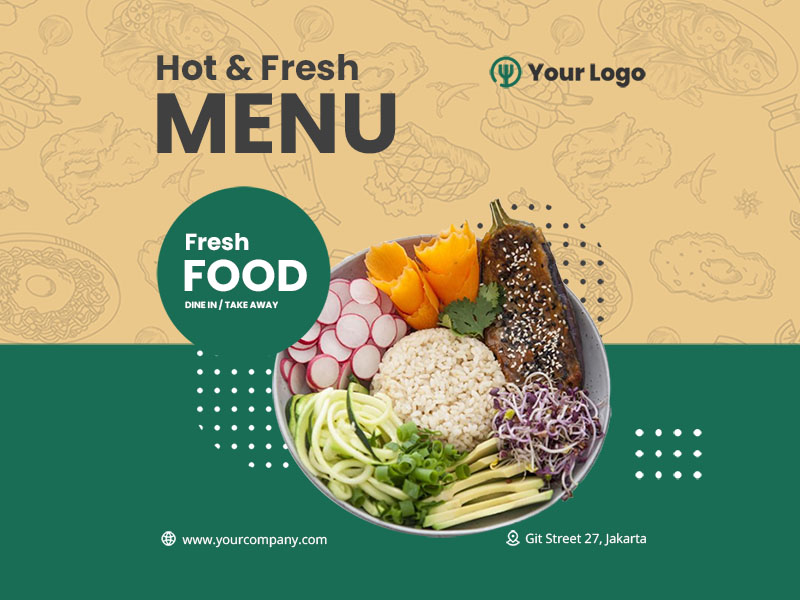 Hot & Fresh
MENU
Your Logo
Fresh
FOOD
DINE IN / TAKE AWAY
www.yourcompany.com
Git Street 27, Jakarta